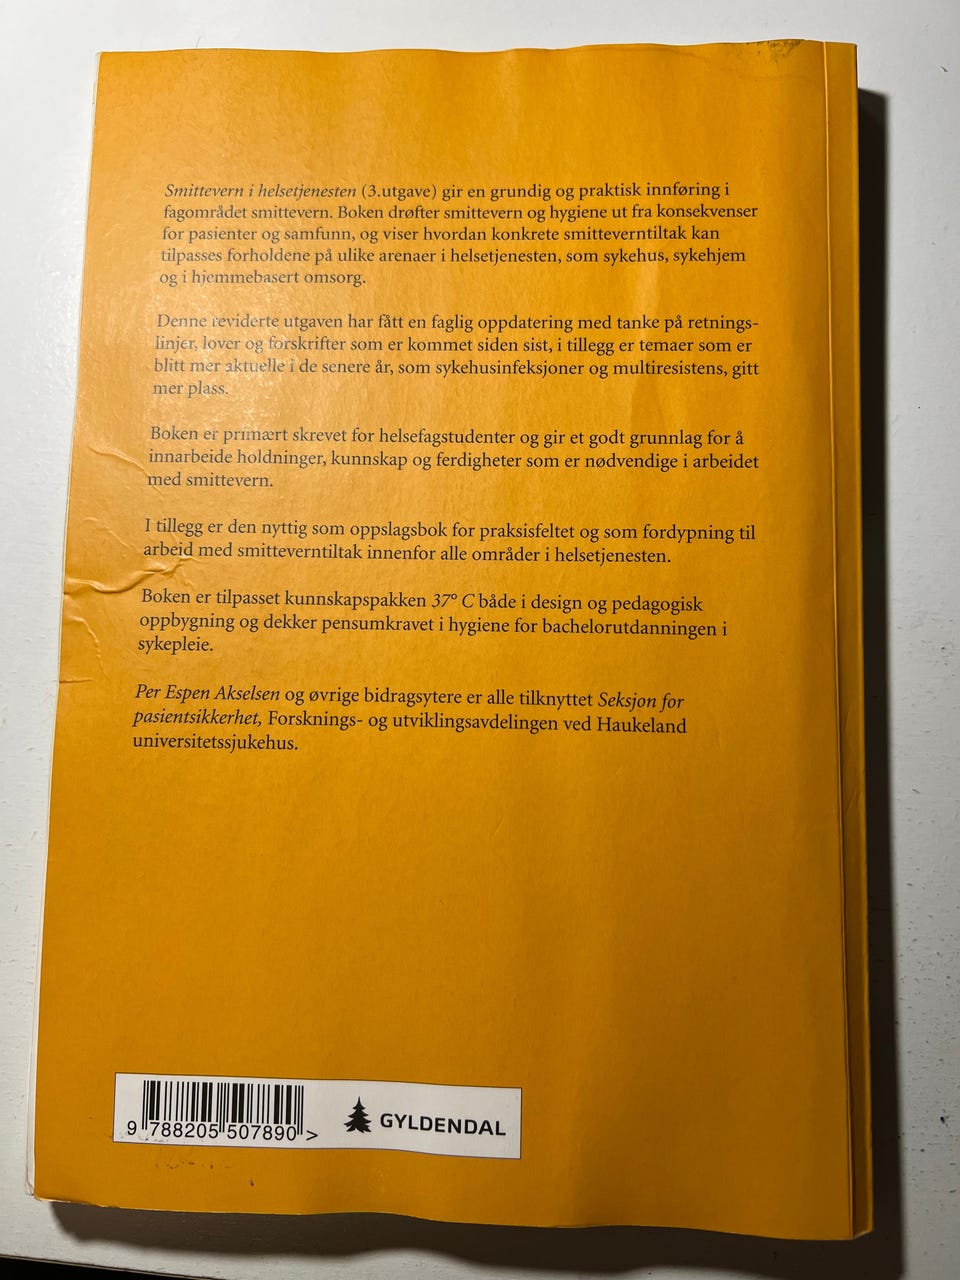 Smittevern i helsetjenesten (3.utgave) gir en grundig og praktisk innføring i
fagområdet smittevern. Boken drøfter smittevern og hygiene ut fra konsekvenser
for pasienter og samfunn, og viser hvordan konkrete smitteverntiltak kan
tilpasses forholdene på ulike arenaer i helsetjenesten, som sykehus, sykehjem
og i hjemmebasert omsorg.
Denne reviderte utgaven har fått en faglig oppdatering med tanke på retnings-
linjer, lover og forskrifter som er kommet siden sist, i tillegg er temaer som er
blitt mer aktuelle i de senere år, som sykehusinfeksjoner og multiresistens, gitt
mer plass.
Boken er primært skrevet for helsefagstudenter og gir et godt grunnlag for å
innarbeide holdninger, kunnskap og ferdigheter som er nødvendige i arbeidet
med smittevern.
I tillegg er den nyttig som oppslagsbok for praksisfeltet og som fordypning til
arbeid med smitteverntiltak innenfor alle områder i helsetjenesten.
Boken er tilpasset kunnskapspakken 37° C både i design og pedagogisk
oppbygning og dekker pensumkravet i hygiene for bachelorutdanningen i
sykepleie.
Per Espen Akselsen og øvrige bidragsytere er alle tilknyttet Seksjon for
pasientsikkerhet, Forsknings- og utviklingsavdelingen ved Haukeland
universitetssjukehus.
9 788205 507890 >
GYLDENDAL